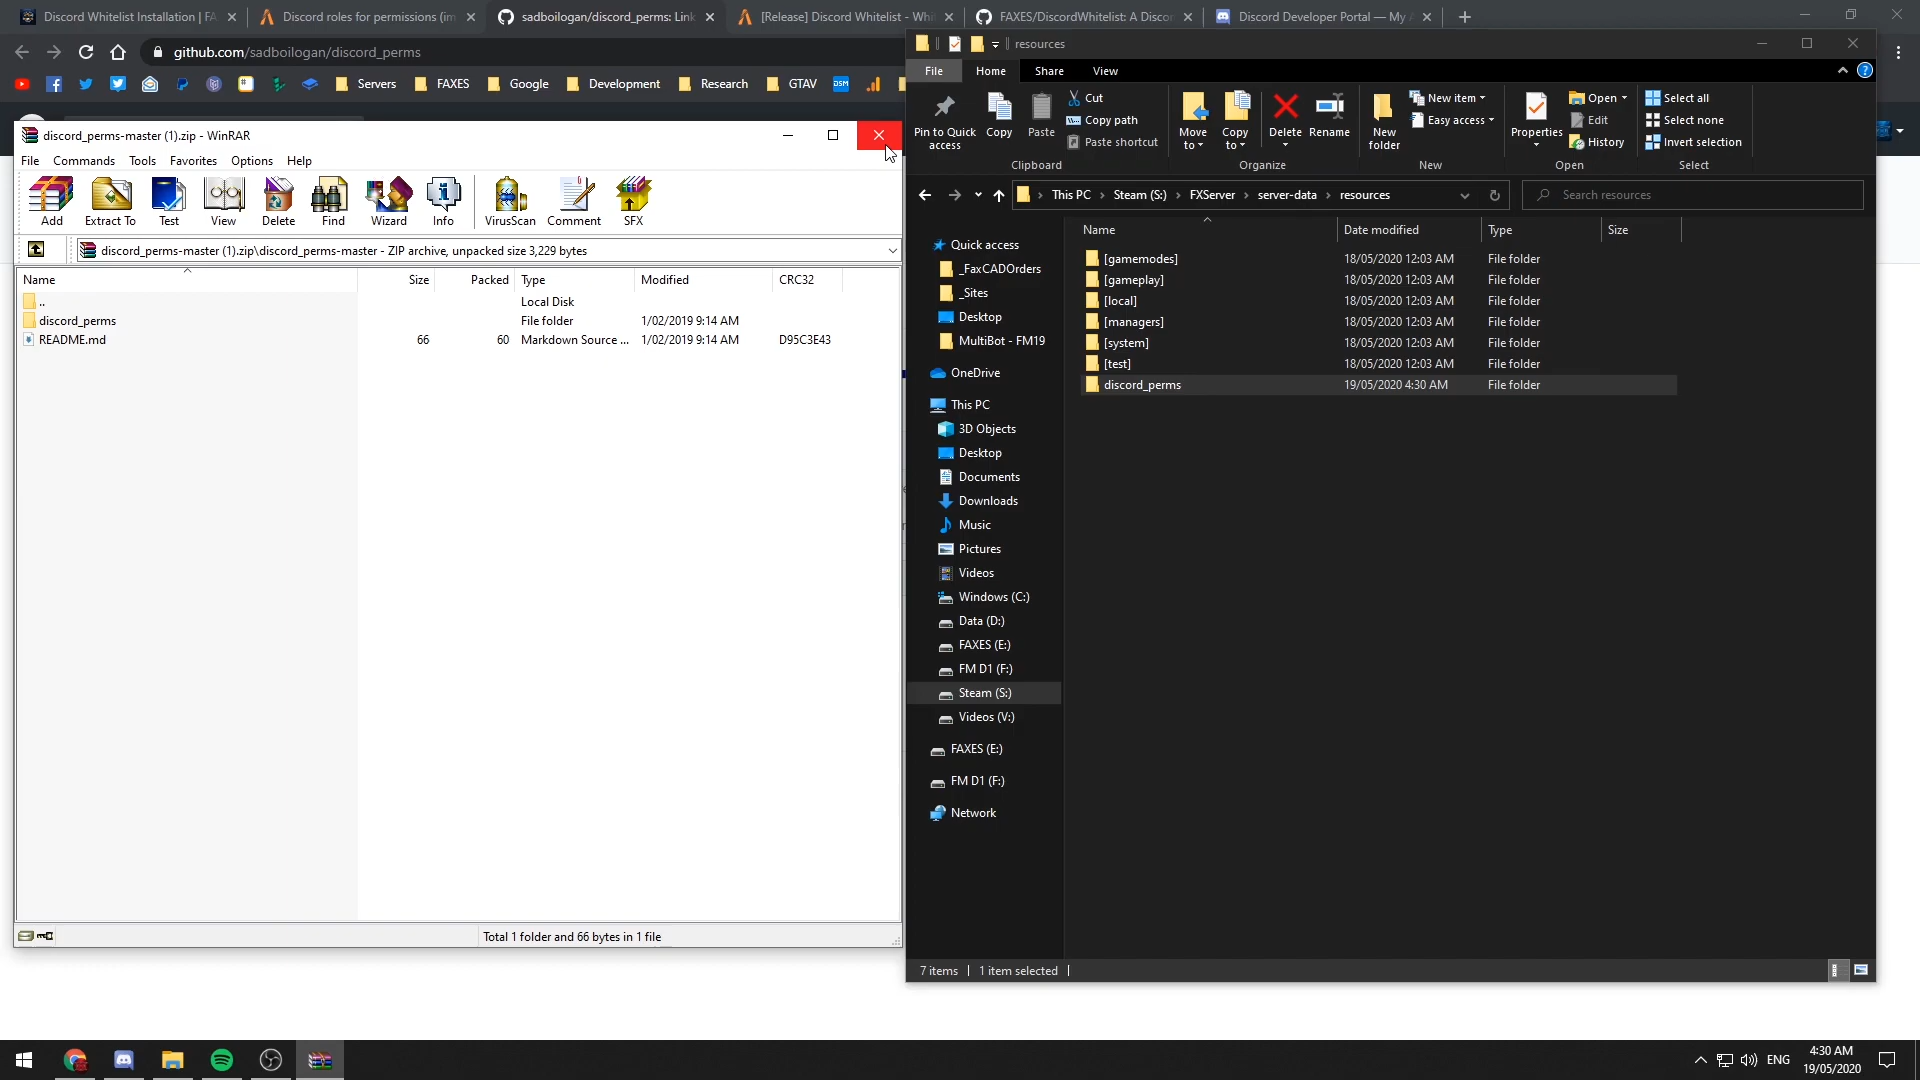 Discord Whitelist Installation | FA
Discord roles for permissions (im
sadboilogan/discord_perms: Link
[Release] Discord Whitelist - Whi
FAXES/DiscordWhitelist: A Discor
Discord Developer Portal — My A
github.com/sadboilogan/discord_perms
Servers
FAXES
Google
Development
Research
GTAV
discord_perms-master (1).zip - WinRAR
File Commands Tools Favorites Options Help
Add Extract To Test View Delete Find Wizard Info VirusScan Comment SFX
discord_perms-master (1).zip\discord_perms-master - ZIP archive, unpacked size 3,229 bytes
Name Size Packed Type Modified CRC32
.. Local Disk
discord_perms File folder 1/02/2019 9:14 AM
README.md 66 60 Markdown Source ... 1/02/2019 9:14 AM D95C3E43
Total 1 folder and 66 bytes in 1 file
resources
File Home Share View
Pin to Quick access
Copy
Paste
Cut
Copy path
Paste shortcut
Clipboard
Move to
Copy to
Delete
Rename
Organize
New folder
New item
Easy access
New
Properties
Open
Edit
History
Open
Select all
Select none
Invert selection
Select
This PC > Steam (S:) > FXServer > server-data > resources
Search resources
Name Date modified Type Size
[gamemodes] 18/05/2020 12:03 AM File folder
[gameplay] 18/05/2020 12:03 AM File folder
[local] 18/05/2020 12:03 AM File folder
[managers] 18/05/2020 12:03 AM File folder
[system] 18/05/2020 12:03 AM File folder
[test] 18/05/2020 12:03 AM File folder
discord_perms 19/05/2020 4:30 AM File folder
Quick access
_FaxCADOrders
_Sites
Desktop
MultiBot - FM19
OneDrive
This PC
3D Objects
Desktop
Documents
Downloads
Music
Pictures
Videos
Windows (C:)
Data (D:)
FAXES (E:)
FM D1 (F:)
Steam (S:)
Videos (V:)
FAXES (E:)
FM D1 (F:)
Network
7 items 1 item selected
ENG
4:30 AM
19/05/2020